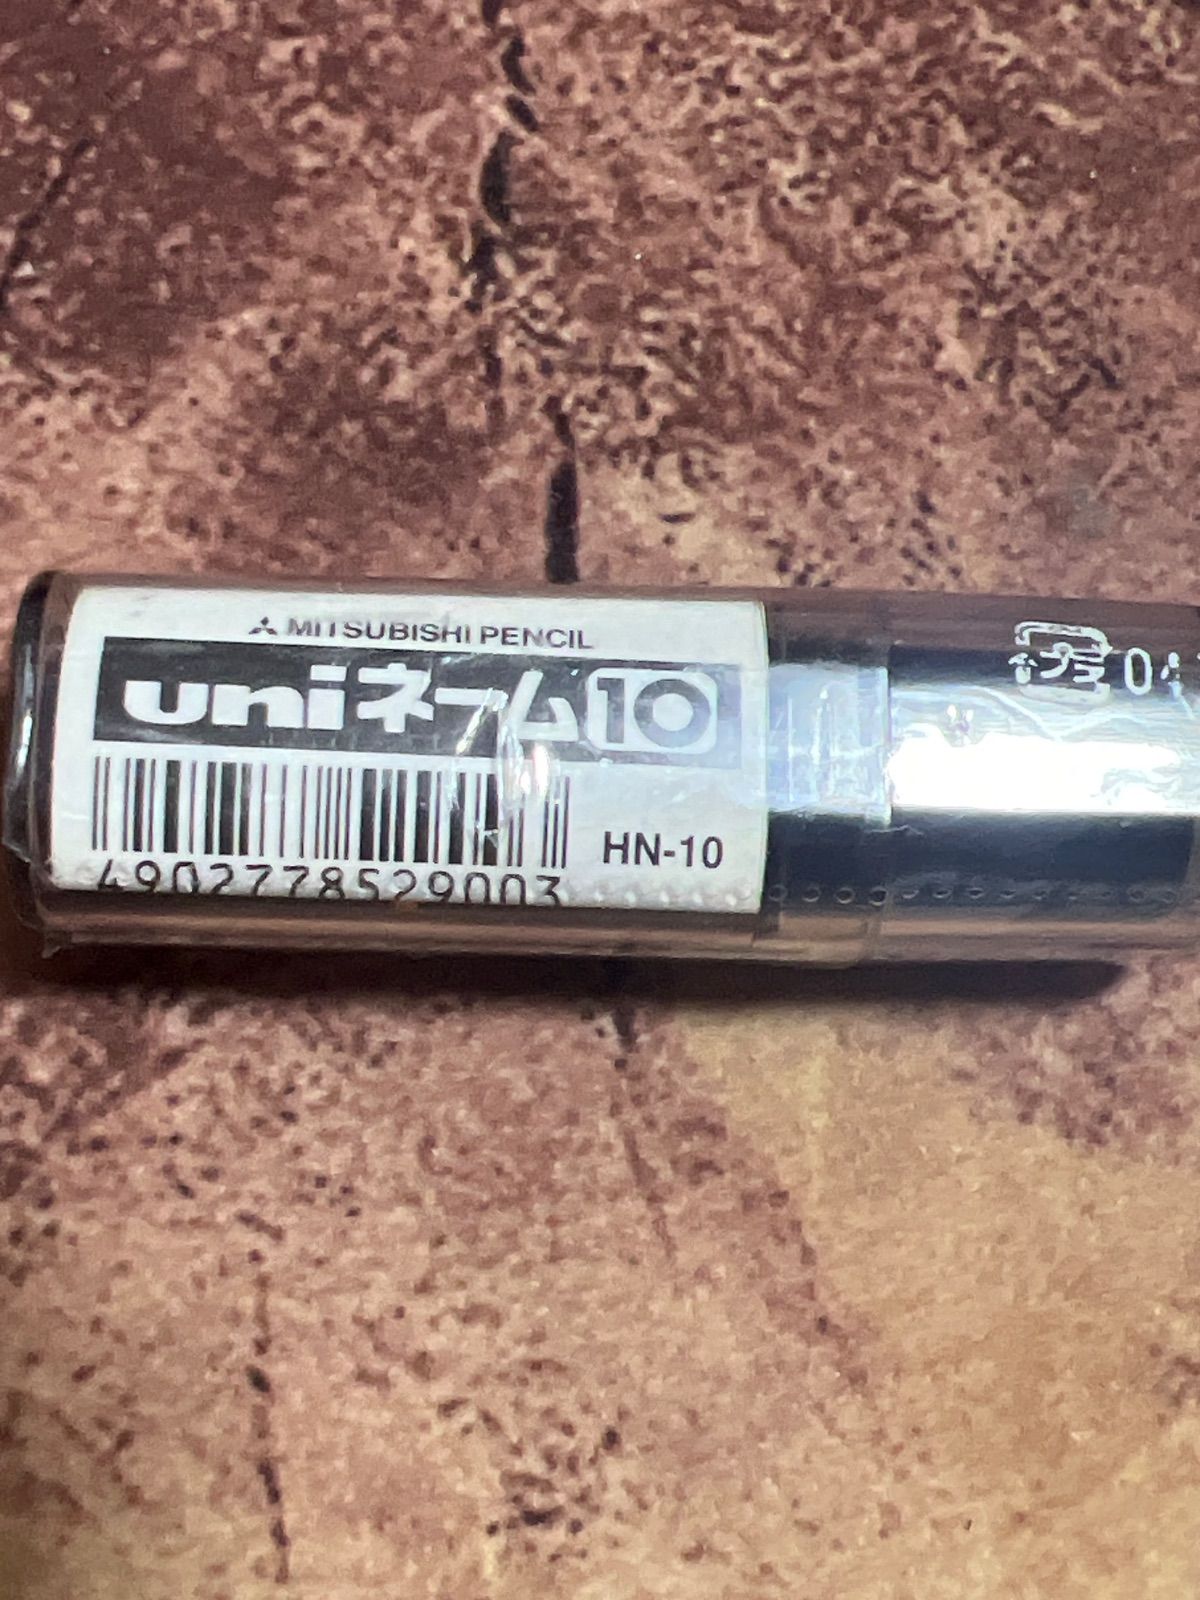 MITSUBISHI PENCIL
uniネーム10
HN-10
4902778529003